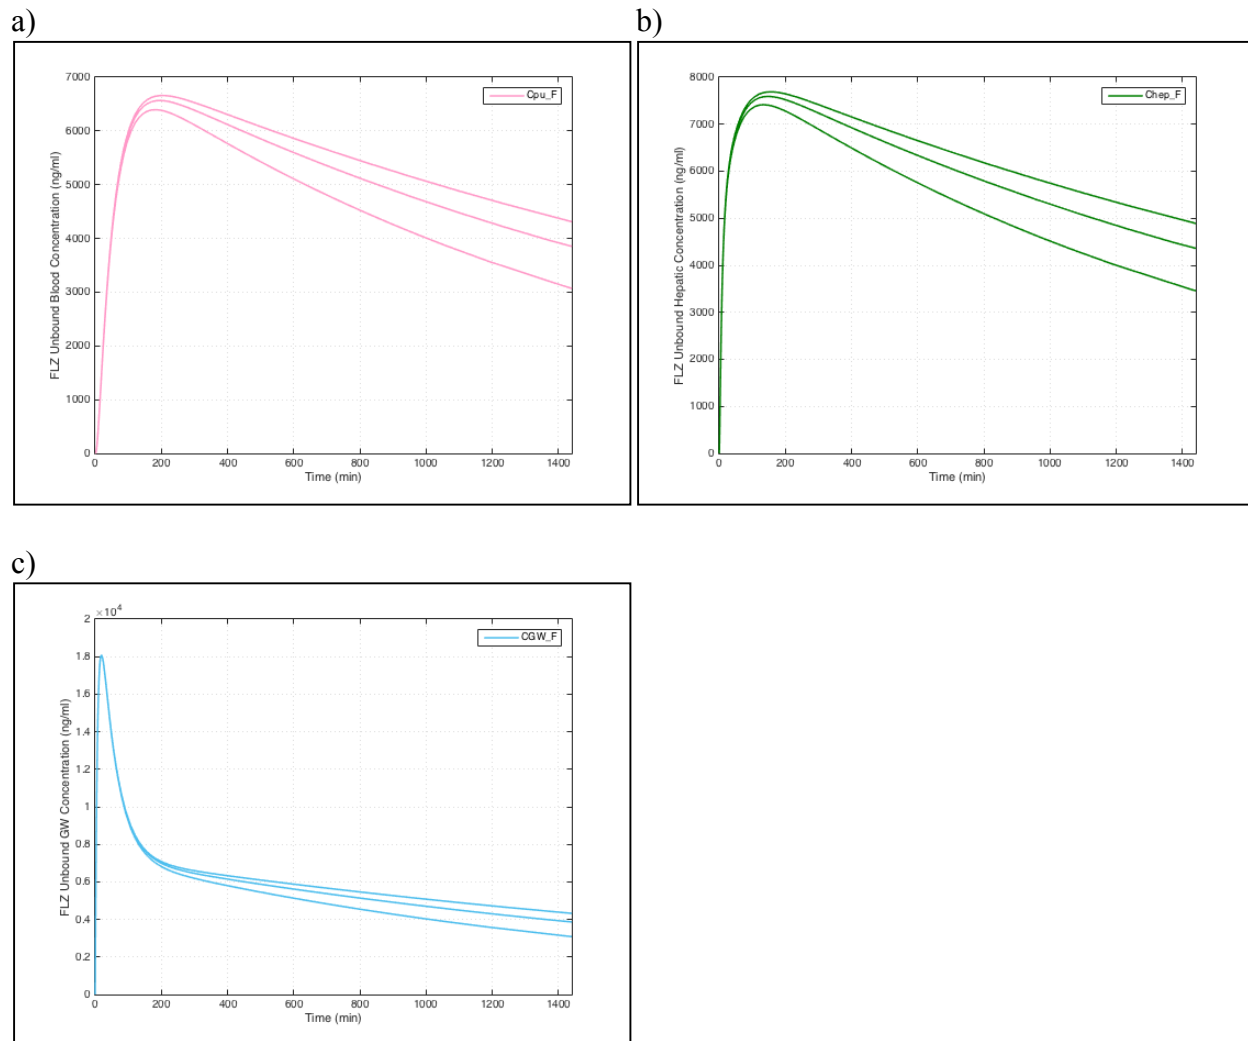 a)
7000
6000
5000
4000
3000
2000
1000
0
FLZ Unbound Blood Concentration (ng/ml)
Cpu_F
0 200 400 600 800 1000 1200 1400
Time (min)
b)
8000
7000
6000
5000
4000
3000
2000
1000
0
FLZ Unbound Hepatic Concentration (ng/ml)
Chep_F
0 200 400 600 800 1000 1200 1400
Time (min)
c)
×10⁴
2
1.8
1.6
1.4
1.2
1
0.8
0.6
0.4
0.2
0
FLZ Unbound GW Concentration (ng/ml)
CGW_F
0 200 400 600 800 1000 1200 1400
Time (min)